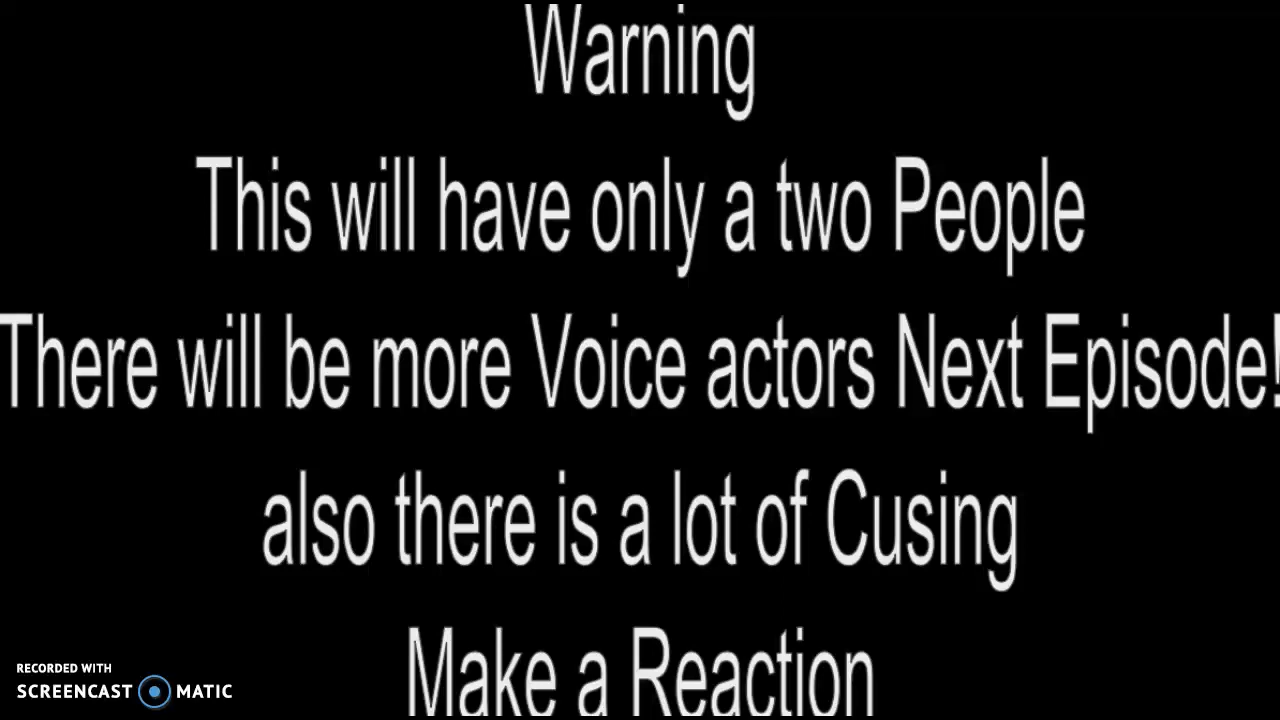 Warning
This will have only a two People
There will be more Voice actors Next Episode!
also there is a lot of Cusing
Make a Reaction
RECORDED WITH
SCREENCAST MATIC